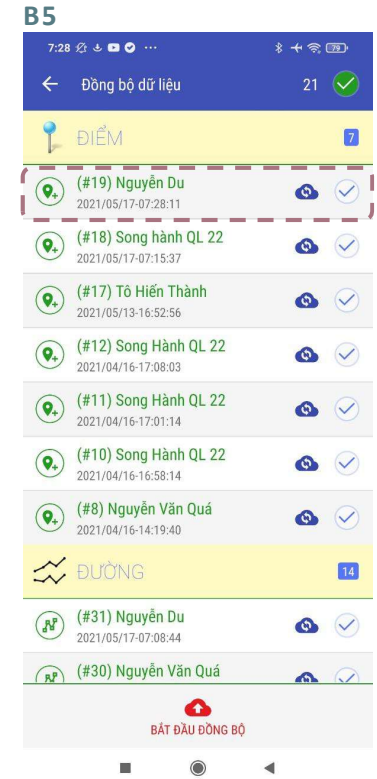 B5
7:28
79
Đồng bộ dữ liệu 21
ĐIỂM 7
(#19) Nguyễn Du
2021/05/17-07:28:11
(#18) Song hành QL 22
2021/05/17-07:15:37
(#17) Tô Hiến Thành
2021/05/13-16:52:56
(#12) Song Hành QL 22
2021/04/16-17:08:03
(#11) Song Hành QL 22
2021/04/16-17:01:14
(#10) Song Hành QL 22
2021/04/16-16:58:14
(#8) Nguyễn Văn Quá
2021/04/16-14:19:40
ĐƯỜNG 14
(#31) Nguyễn Du
2021/05/17-07:08:44
(#30) Nguyễn Văn Quá
BẮT ĐẦU ĐỒNG BỘ